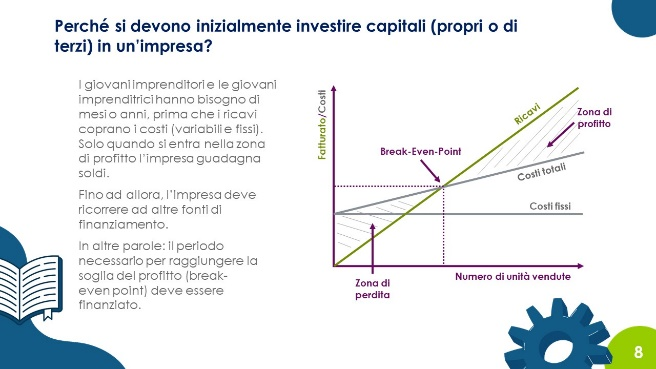 Perché si devono inizialmente investire capitali (propri o di
terzi) in un'impresa?
I giovani imprenditori e le giovani
imprenditrici hanno bisogno di
mesi o anni, prima che i ricavi
coprano i costi (variabili e fissi).
Solo quando si entra nella zona
di profitto l'impresa guadagna
soldi.
Fino ad allora, l'impresa deve
ricorrere ad altre fonti di
finanziamento.
In altre parole: il periodo
necessario per raggiungere la
soglia del profitto (break-
even point) deve essere
finanziato.
Fatturato/Costi
Ricavi
Zona di
profitto
Break-Even-Point
Costi totali
Costi fissi
Numero di unità vendute
Zona di
perdita
8